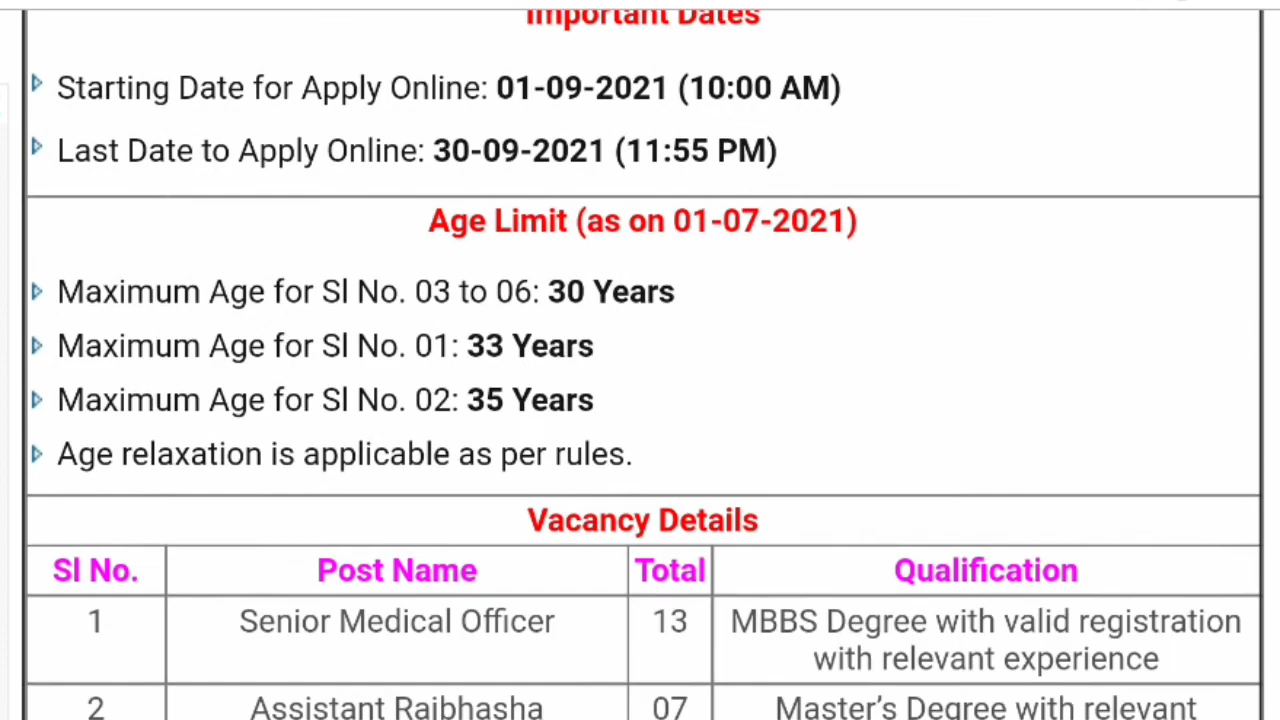 Important Dates
Starting Date for Apply Online: 01-09-2021 (10:00 AM)
Last Date to Apply Online: 30-09-2021 (11:55 PM)
Age Limit (as on 01-07-2021)
Maximum Age for Sl No. 03 to 06: 30 Years
Maximum Age for Sl No. 01: 33 Years
Maximum Age for Sl No. 02: 35 Years
Age relaxation is applicable as per rules.
Vacancy Details
Sl No. Post Name Total Qualification
1 Senior Medical Officer 13 MBBS Degree with valid registration
with relevant experience
2 Assistant Rajbhasha 07 Master's Degree with relevant